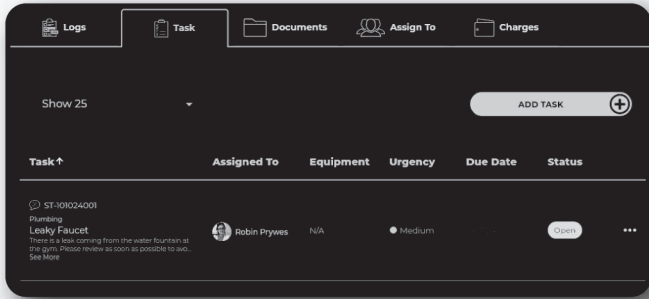 Logs Task Documents Assign To Charges
Show 25 ADD TASK
Task↑ Assigned To Equipment Urgency Due Date Status
ST-101024001
Plumbing
Leaky Faucet Robin Prywes N/A Medium Open
There is a leak coming from the water fountain at
the gym. Please review as soon as possible to avo...
See More